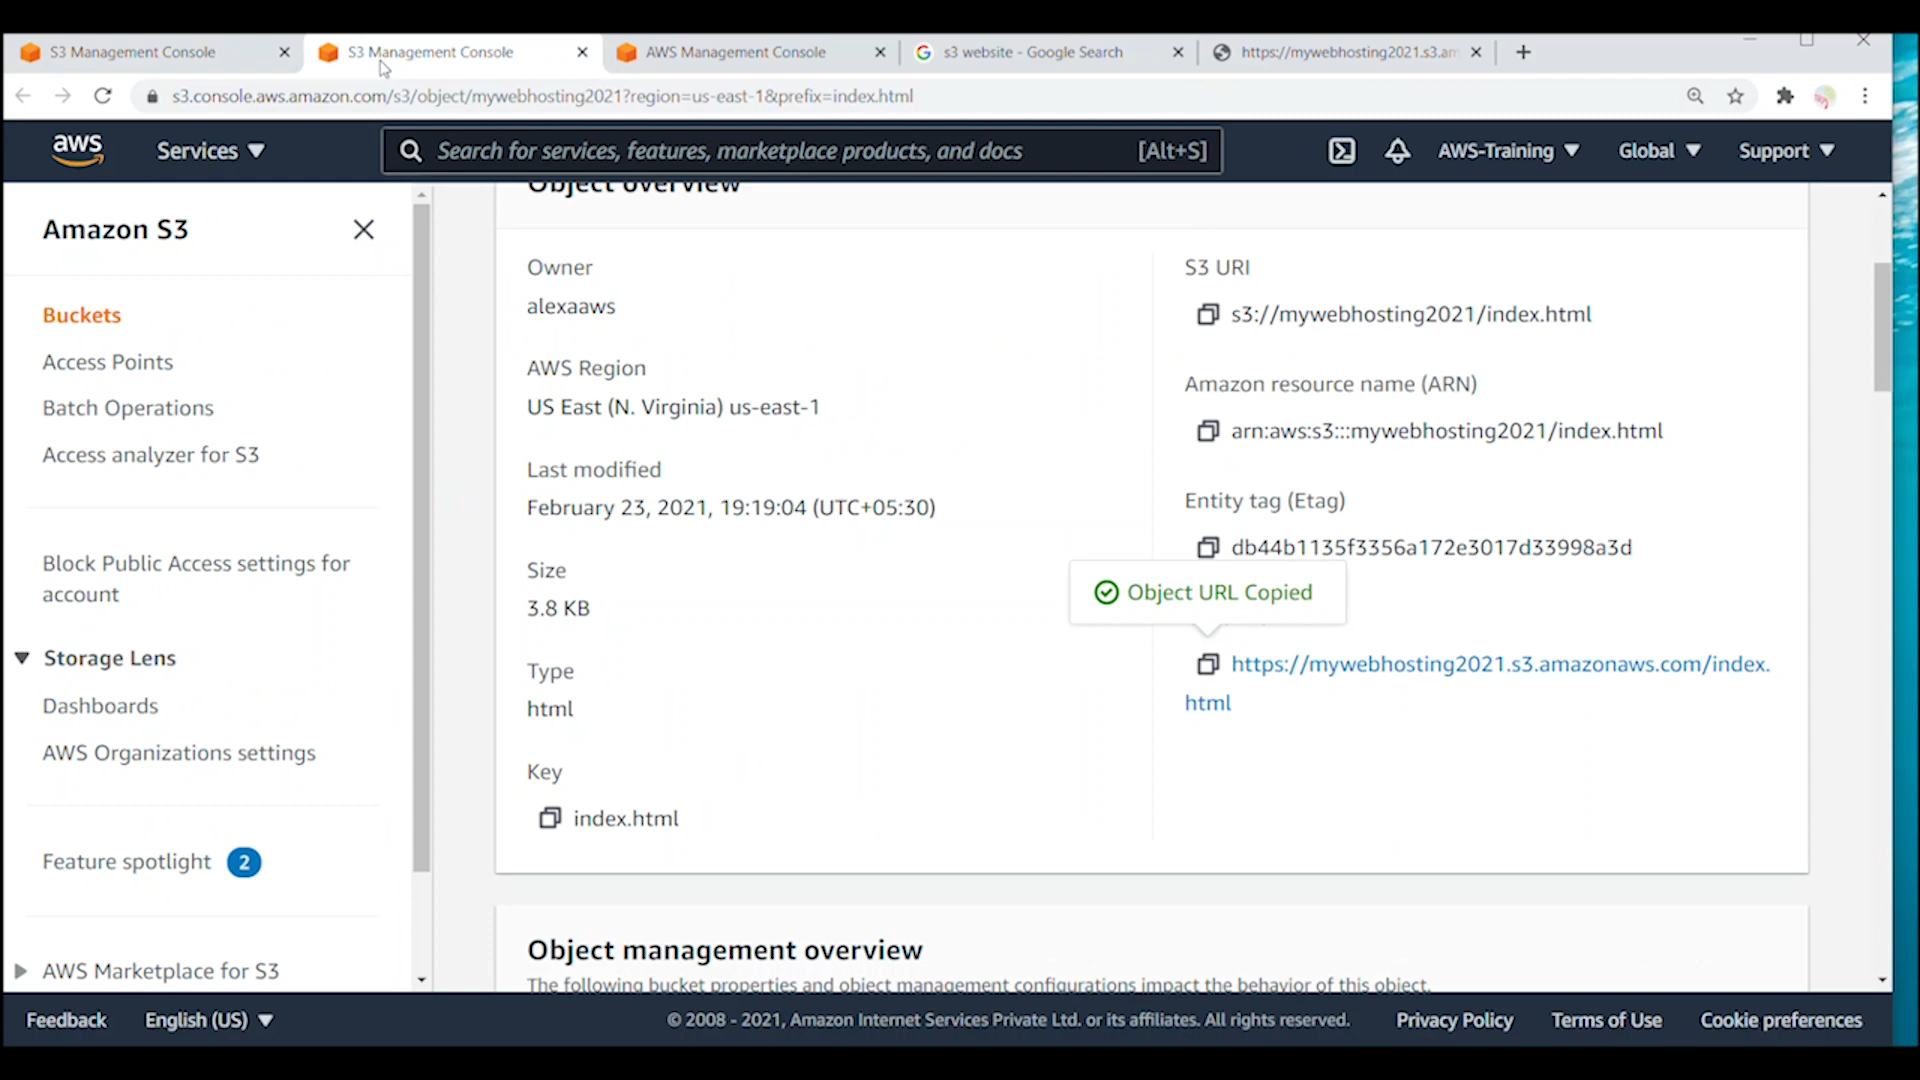 S3 Management Console
S3 Management Console
AWS Management Console
s3 website - Google Search
https://mywebhosting2021.s3.am
s3.console.aws.amazon.com/s3/object/mywebhosting2021?region=us-east-1&prefix=index.html
aws
Services
Search for services, features, marketplace products, and docs
[Alt+S]
AWS-Training
Global
Support
Amazon S3
Buckets
Access Points
Batch Operations
Access analyzer for S3
Block Public Access settings for
account
Storage Lens
Dashboards
AWS Organizations settings
Feature spotlight 2
AWS Marketplace for S3
Object overview
Owner
alexaaws
AWS Region
US East (N. Virginia) us-east-1
Last modified
February 23, 2021, 19:19:04 (UTC+05:30)
Size
3.8 KB
Type
html
Key
index.html
S3 URI
s3://mywebhosting2021/index.html
Amazon resource name (ARN)
arn:aws:s3:::mywebhosting2021/index.html
Entity tag (Etag)
db44b1135f3356a172e3017d33998a3d
Object URL Copied
https://mywebhosting2021.s3.amazonaws.com/index.
html
Object management overview
The following bucket properties and object management configurations impact the behavior of this object.
Feedback
English (US)
© 2008 - 2021, Amazon Internet Services Private Ltd. or its affiliates. All rights reserved.
Privacy Policy
Terms of Use
Cookie preferences